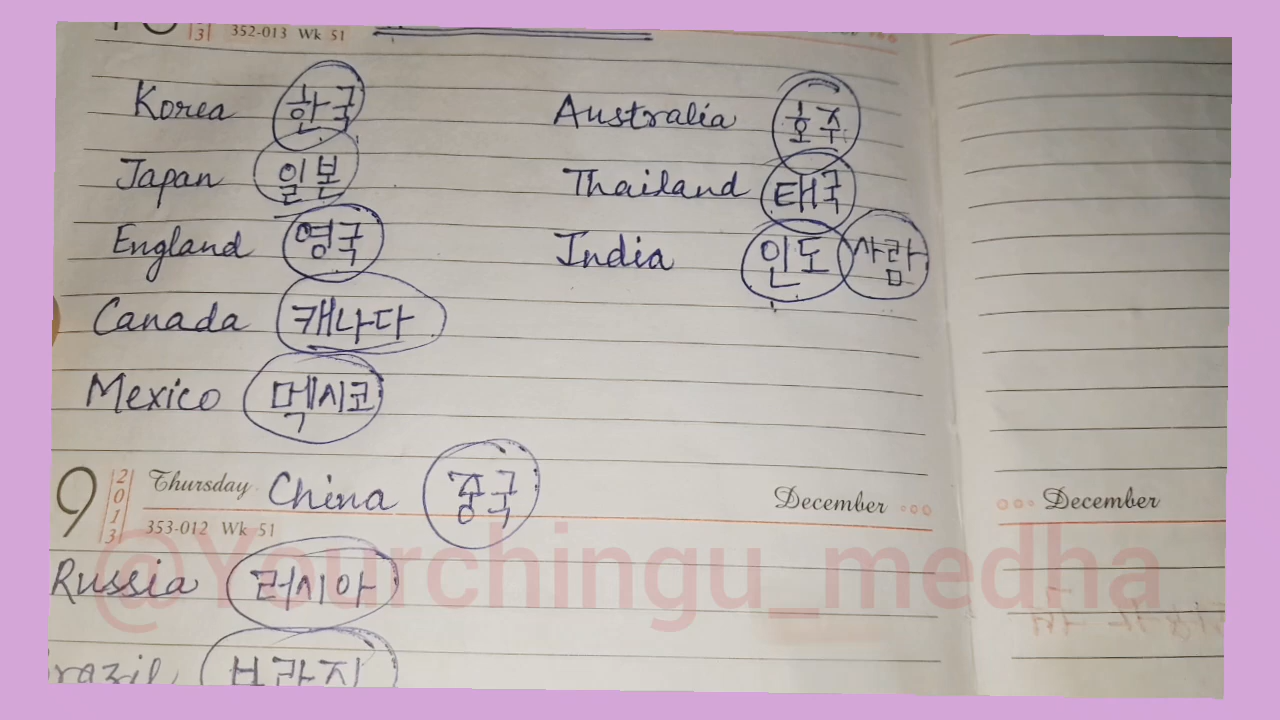 352-013 Wk 51
Korea 한국
Japan 일본
England 영국
Canada 캐나다
Mexico 멕시코
Australia 호주
Thailand 태국
India 인도 사람
9 2013 Thursday China 중국 December
353-012 Wk 51
December
@Yourchingu_medha
Russia 러시아